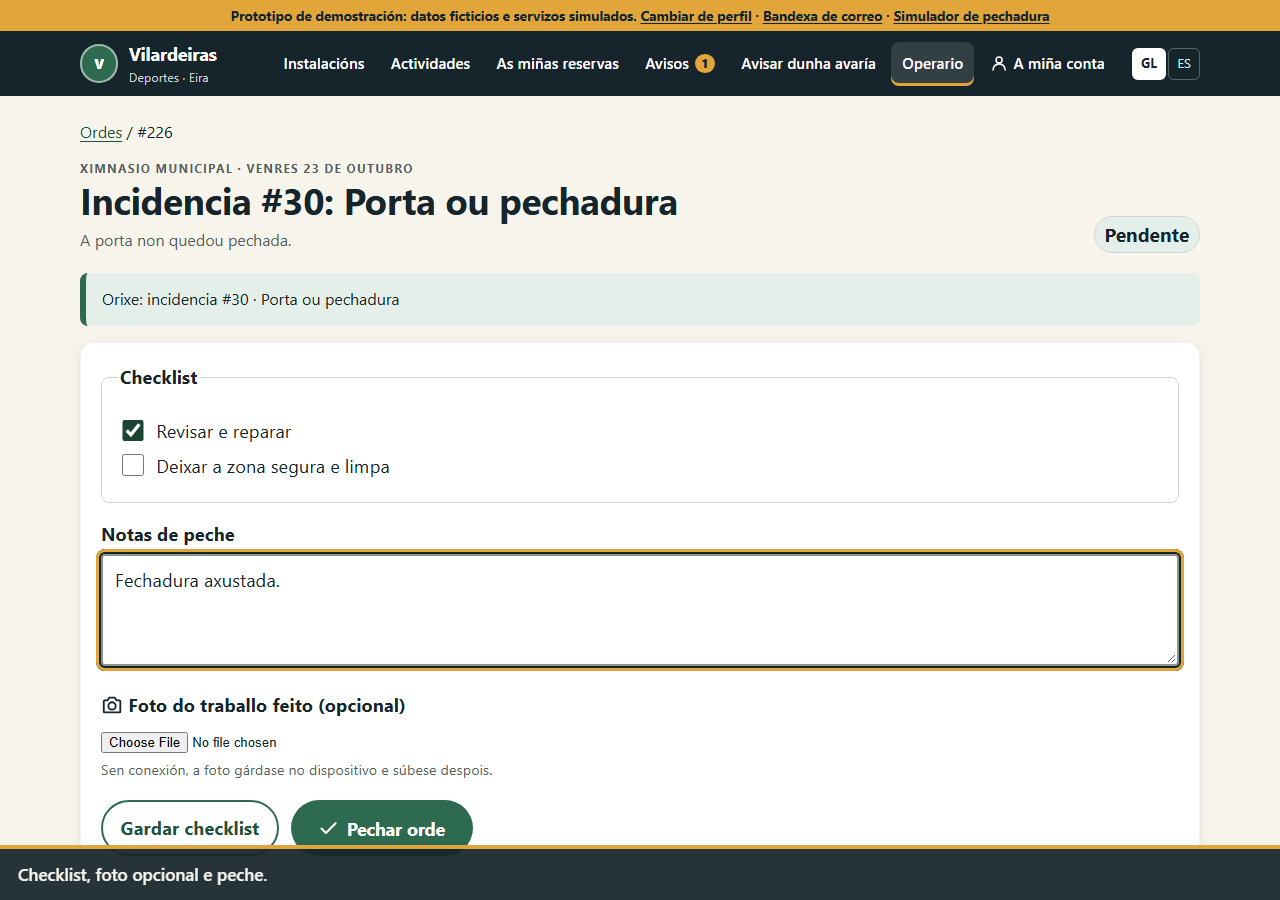 Prototipo de demostración: datos ficticios e servizos simulados. Cambiar de perfil · Bandexa de correo · Simulador de pechadura
V
Vilardeiras
Deportes · Eira
Instalacións
Actividades
As miñas reservas
Avisos 1
Avisar dunha avaría
Operario
A miña conta
GL
ES
Ordes / #226
XIMNASIO MUNICIPAL · VENRES 23 DE OUTUBRO
Incidencia #30: Porta ou pechadura
A porta non quedou pechada.
Pendente
Orixe: incidencia #30 · Porta ou pechadura
Checklist
Revisar e reparar
Deixar a zona segura e limpa
Notas de peche
Fechadura axustada.
Foto do traballo feito (opcional)
Choose File No file chosen
Sen conexión, a foto gárdase no dispositivo e súbese despois.
Gardar checklist
Pechar orde
Checklist, foto opcional e peche.